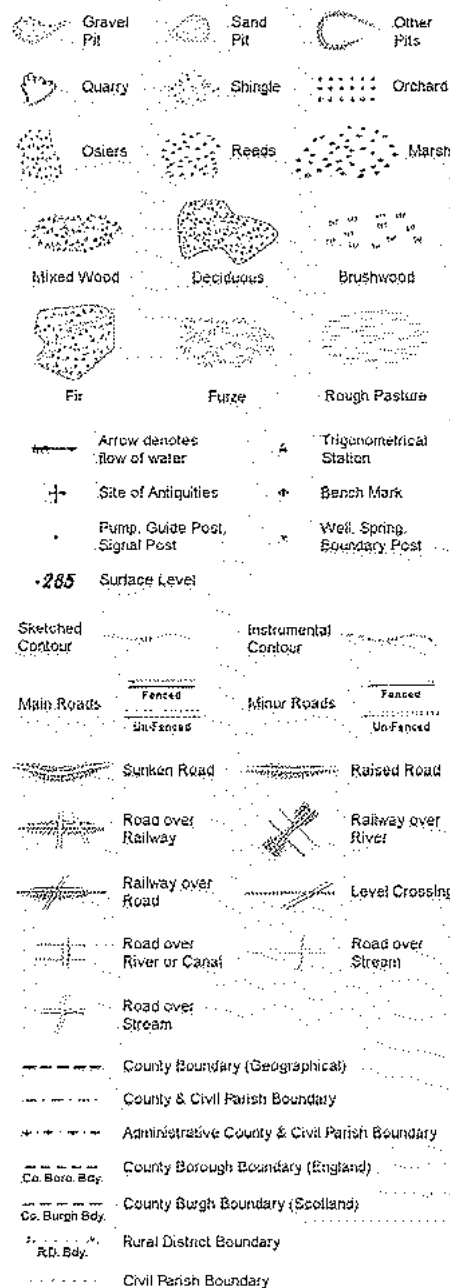 Gravel
Pit
Sand
Pit
Other
Pits
Quarry
Shingle
Orchard
Osiers
Reeds
Marsh
Mixed Wood
Deciduous
Brushwood
Fir
Furze
Rough Pasture
Arrow denotes
flow of water
Trigonometrical
Station
Site of Antiquities
Bench Mark
Pump, Guide Post,
Signal Post
Well, Spring,
Boundary Post
·285 Surface Level
Sketched
Contour
Instrumental
Contour
Main Roads
Fenced
Un-Fenced
Minor Roads
Fenced
Un-Fenced
Sunken Road
Raised Road
Road over
Railway
Railway over
River
Railway over
Road
Level Crossing
Road over
River or Canal
Road over
Stream
Road over
Stream
County Boundary (Geographical)
County & Civil Parish Boundary
Administrative County & Civil Parish Boundary
Co. Boro. Bdy.
County Borough Boundary (England)
Co. Burgh Bdy.
County Burgh Boundary (Scotland)
R.D. Bdy.
Rural District Boundary
Civil Parish Boundary